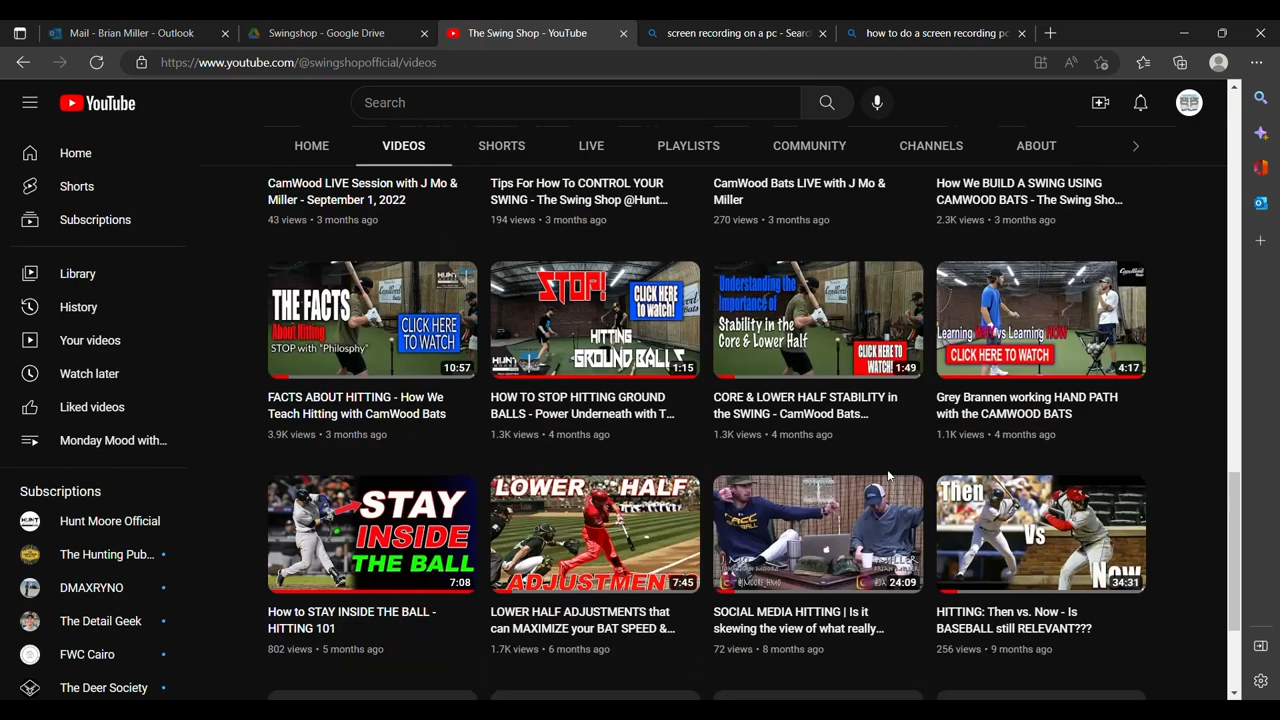 Mail - Brian Miller - Outlook
Swingshop - Google Drive
The Swing Shop - YouTube
screen recording on a pc - Searc
how to do a screen recording pc
https://www.youtube.com/@swingshopofficial/videos
YouTube
Search
HOME VIDEOS SHORTS LIVE PLAYLISTS COMMUNITY CHANNELS ABOUT
Home
Shorts
Subscriptions
Library
History
Your videos
Watch later
Liked videos
Monday Mood with...
Subscriptions
Hunt Moore Official
The Hunting Pub...
DMAXRYNO
The Detail Geek
FWC Cairo
The Deer Society
CamWood LIVE Session with J Mo &
Miller - September 1, 2022
43 views • 3 months ago
Tips For How To CONTROL YOUR
SWING - The Swing Shop @Hunt...
194 views • 3 months ago
CamWood Bats LIVE with J Mo &
Miller
270 views • 3 months ago
How We BUILD A SWING USING
CAMWOOD BATS - The Swing Sho...
2.3K views • 3 months ago
THE FACTS
About Hitting
STOP with "Philosphy"
CLICK HERE
TO WATCH
10:57
FACTS ABOUT HITTING - How We
Teach Hitting with CamWood Bats
3.9K views • 3 months ago
STOP!
CLICK HERE
to watch!
HITTING
GROUND BALLS
1:15
HOW TO STOP HITTING GROUND
BALLS - Power Underneath with T...
1.3K views • 4 months ago
Understanding the
Importance of
Stability in the
Core & Lower Half
CLICK HERE TO
WATCH!
1:49
CORE & LOWER HALF STABILITY in
the SWING - CamWood Bats...
1.3K views • 4 months ago
CamWood
Learning WHY vs Learning HOW
CLICK HERE TO WATCH
4:17
Grey Brannen working HAND PATH
with the CAMWOOD BATS
1.1K views • 4 months ago
STAY
INSIDE
THE BALL
7:08
How to STAY INSIDE THE BALL -
HITTING 101
802 views • 5 months ago
LOWER HALF
ADJUSTMEN
7:45
LOWER HALF ADJUSTMENTS that
can MAXIMIZE your BAT SPEED &...
1.7K views • 6 months ago
CACC
24:09
SOCIAL MEDIA HITTING | Is it
skewing the view of what really...
72 views • 8 months ago
Then
Vs
Now
34:31
HITTING: Then vs. Now - Is
BASEBALL still RELEVANT???
256 views • 9 months ago